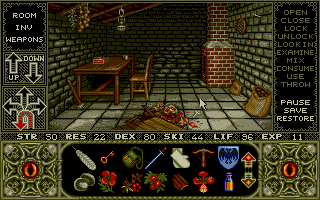 ROOM
INV
WEAPONS
UP
DOWN
OPEN
CLOSE
LOCK
UNLOCK
LOOK IN
EXAMINE
MIX
CONSUME
USE
THROW
PAUSE
SAVE
RESTORE
STR 50 RES 22 DEX 80 SKI 44 LIF 96 EXP 11